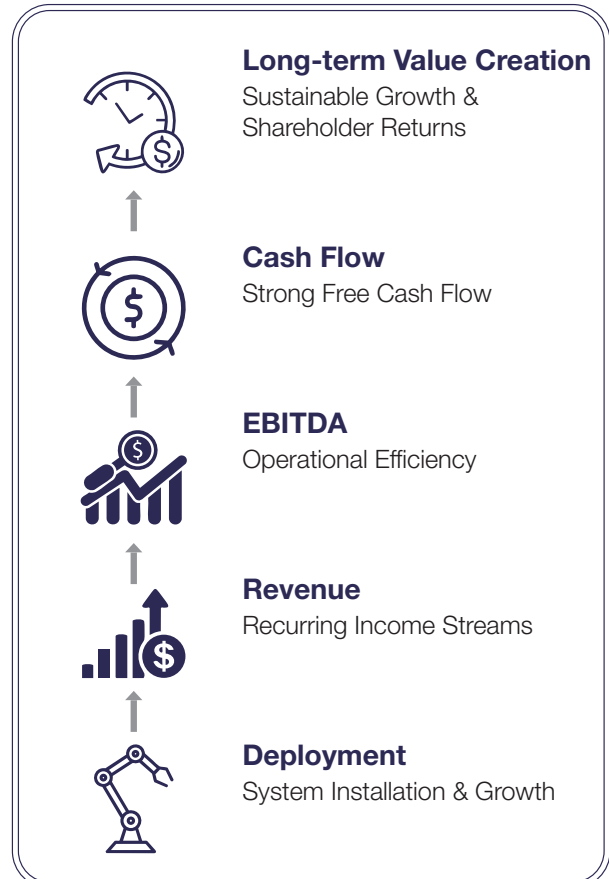 Long-term Value Creation
Sustainable Growth &
Shareholder Returns
$
Cash Flow
Strong Free Cash Flow
$
EBITDA
Operational Efficiency
$
Revenue
Recurring Income Streams
$
Deployment
System Installation & Growth